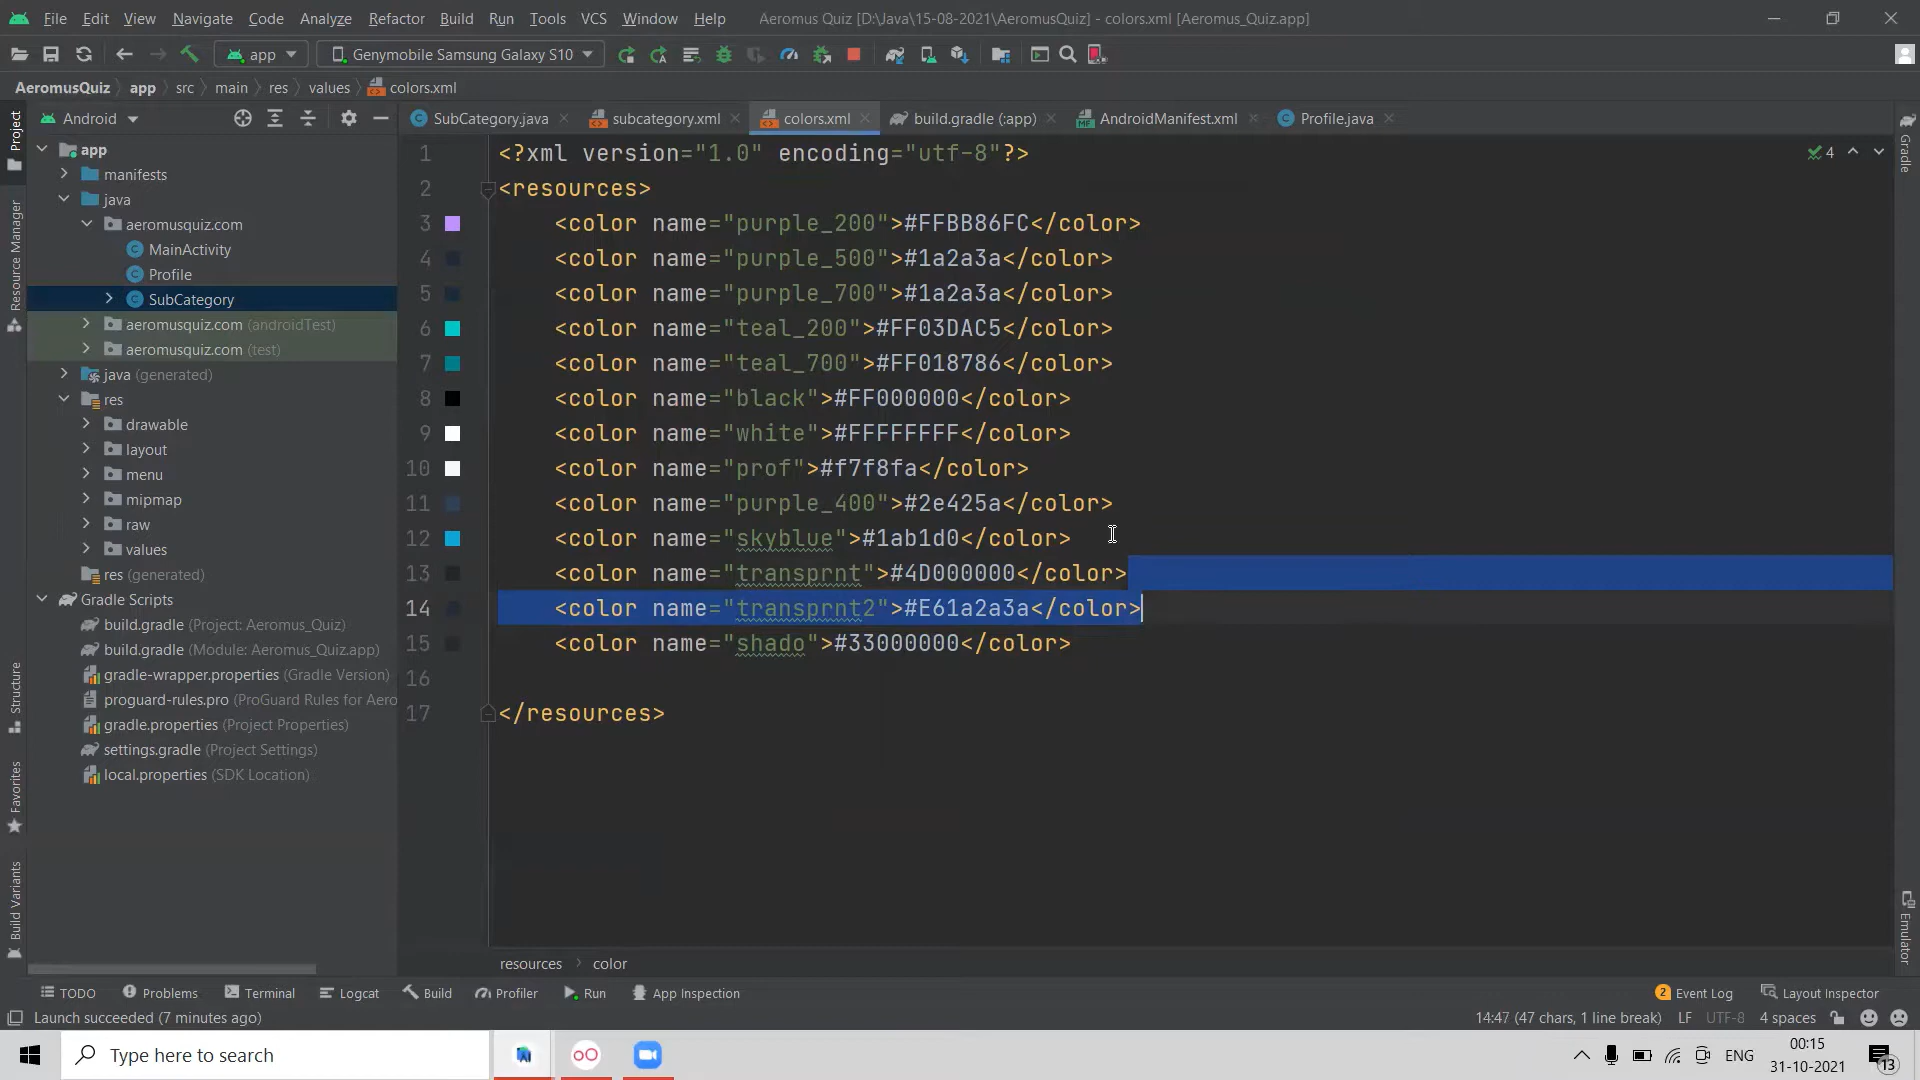 File Edit View Navigate Code Analyze Refactor Build Run Tools VCS Window Help Aeromus Quiz [D:\Java\15-08-2021\AeromusQuiz] - colors.xml [Aeromus_Quiz.app]
app Genymobile Samsung Galaxy S10
AeromusQuiz app src main res values colors.xml
Android
SubCategory.java subcategory.xml colors.xml build.gradle (:app) AndroidManifest.xml Profile.java
Project
Resource Manager
Structure
Favorites
Build Variants
app
manifests
java
aeromusquiz.com
MainActivity
Profile
SubCategory
aeromusquiz.com (androidTest)
aeromusquiz.com (test)
java (generated)
res
drawable
layout
menu
mipmap
raw
values
res (generated)
Gradle Scripts
build.gradle (Project: Aeromus_Quiz)
build.gradle (Module: Aeromus_Quiz.app)
gradle-wrapper.properties (Gradle Version)
proguard-rules.pro (ProGuard Rules for Aero
gradle.properties (Project Properties)
settings.gradle (Project Settings)
local.properties (SDK Location)
1 <?xml version="1.0" encoding="utf-8"?>
2 <resources>
3 <color name="purple_200">#FFBB86FC</color>
4 <color name="purple_500">#1a2a3a</color>
5 <color name="purple_700">#1a2a3a</color>
6 <color name="teal_200">#FF03DAC5</color>
7 <color name="teal_700">#FF018786</color>
8 <color name="black">#FF000000</color>
9 <color name="white">#FFFFFFFF</color>
10 <color name="prof">#f7f8fa</color>
11 <color name="purple_400">#2e425a</color>
12 <color name="skyblue">#1ab1d0</color>
13 <color name="transprnt">#4D000000</color>
14 <color name="transprnt2">#E61a2a3a</color>
15 <color name="shado">#33000000</color>
16
17 </resources>
4
Gradle
Emulator
resources color
TODO Problems Terminal Logcat Build Profiler Run App Inspection 2 Event Log Layout Inspector
Launch succeeded (7 minutes ago) 14:47 (47 chars, 1 line break) LF UTF-8 4 spaces
Type here to search
ENG
00:15
31-10-2021
13